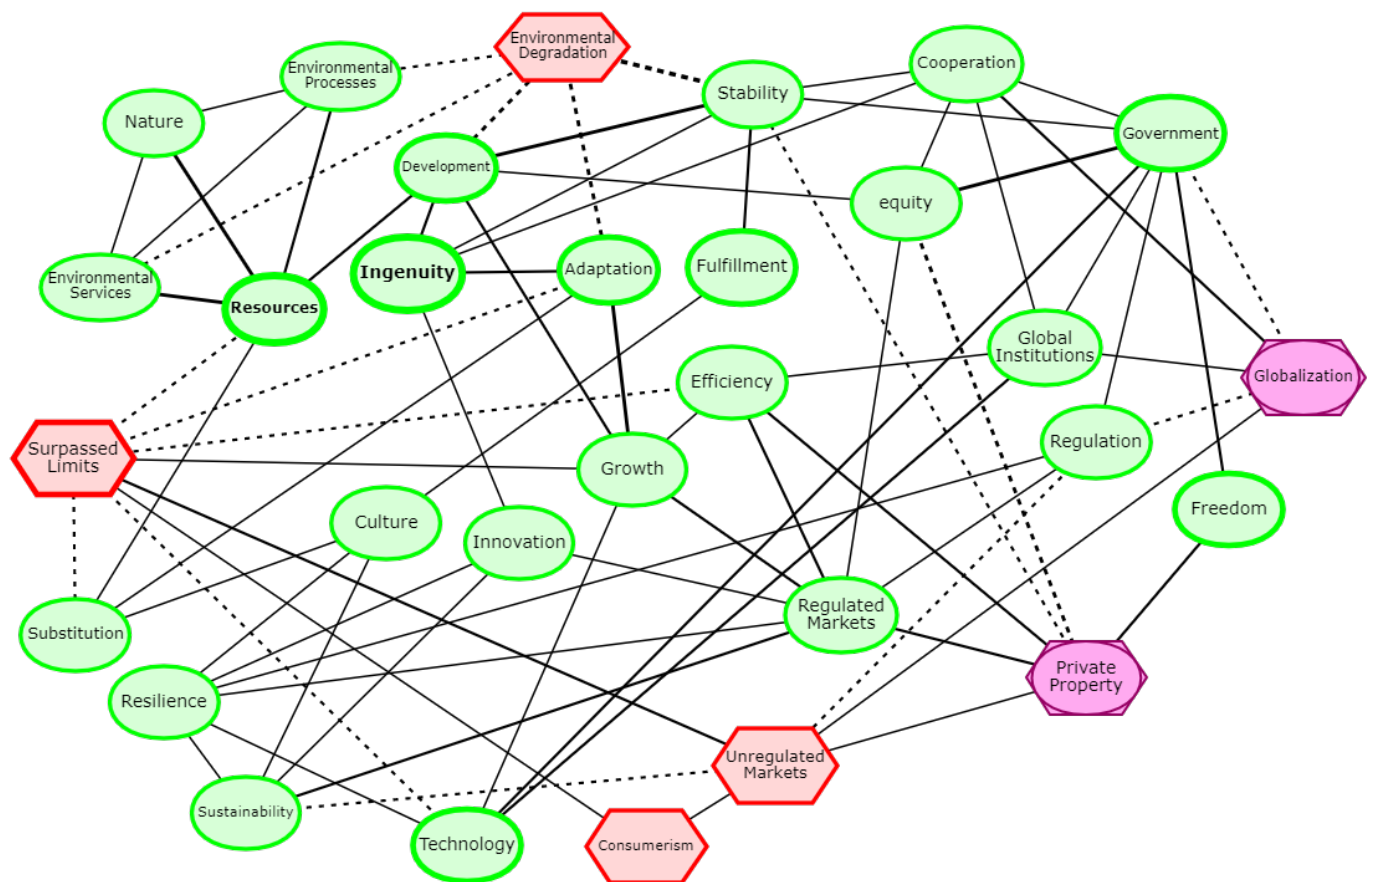 Environmental
Degradation
Environmental
Processes
Cooperation
Stability
Nature
Government
Development
equity
Ingenuity
Adaptation
Fulfillment
Environmental
Services
Resources
Global
Institutions
Globalization
Efficiency
Regulation
Surpassed
Limits
Growth
Freedom
Culture
Innovation
Regulated
Markets
Substitution
Private
Property
Resilience
Unregulated
Markets
Sustainability
Technology
Consumerism